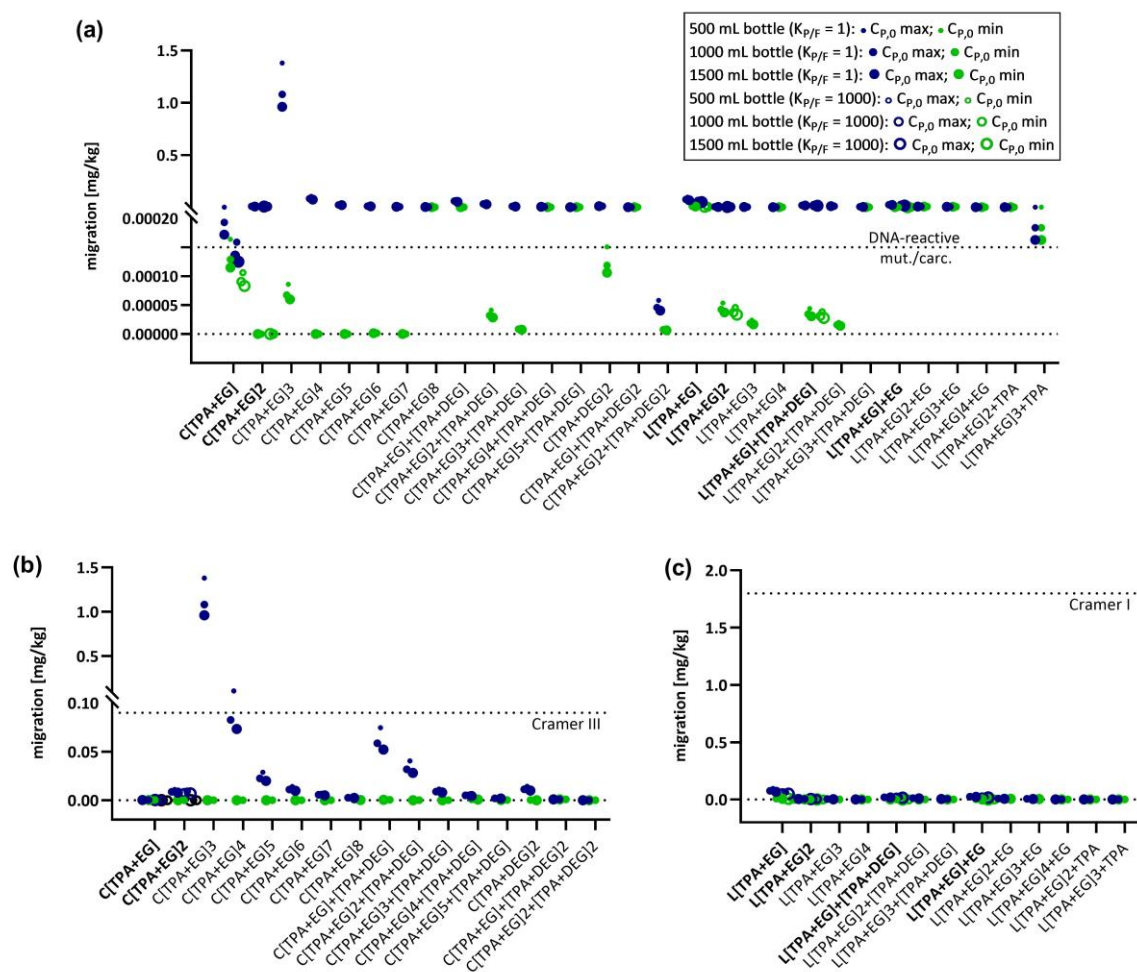 (a)
500 mL bottle (KP/F = 1): CP,0 max; CP,0 min
1000 mL bottle (KP/F = 1): CP,0 max; CP,0 min
1500 mL bottle (KP/F = 1): CP,0 max; CP,0 min
500 mL bottle (KP/F = 1000): CP,0 max; CP,0 min
1000 mL bottle (KP/F = 1000): CP,0 max; CP,0 min
1500 mL bottle (KP/F = 1000): CP,0 max; CP,0 min
migration [mg/kg]
1.5
1.0
0.5
0.00020
0.00010
0.00005
0.00000
DNA-reactive
mut./carc.
C[TPA+EG]
C[TPA+EG]2
C[TPA+EG]3
C[TPA+EG]4
C[TPA+EG]5
C[TPA+EG]6
C[TPA+EG]7
C[TPA+EG]8
C[TPA+EG]+[TPA+DEG]
C[TPA+EG]2+[TPA+DEG]
C[TPA+EG]3+[TPA+DEG]
C[TPA+EG]4+[TPA+DEG]
C[TPA+EG]5+[TPA+DEG]
C[TPA+DEG]2
C[TPA+EG]+[TPA+DEG]2
C[TPA+EG]2+[TPA+DEG]2
L[TPA+EG]
L[TPA+EG]2
L[TPA+EG]3
L[TPA+EG]4
L[TPA+EG]+[TPA+DEG]
L[TPA+EG]2+[TPA+DEG]
L[TPA+EG]3+[TPA+DEG]
L[TPA+EG]+EG
L[TPA+EG]2+EG
L[TPA+EG]3+EG
L[TPA+EG]4+EG
L[TPA+EG]2+TPA
L[TPA+EG]3+TPA
(b)
migration [mg/kg]
1.5
1.0
0.5
0.10
0.05
0.00
Cramer III
C[TPA+EG]
C[TPA+EG]2
C[TPA+EG]3
C[TPA+EG]4
C[TPA+EG]5
C[TPA+EG]6
C[TPA+EG]7
C[TPA+EG]8
C[TPA+EG]+[TPA+DEG]
C[TPA+EG]2+[TPA+DEG]
C[TPA+EG]3+[TPA+DEG]
C[TPA+EG]4+[TPA+DEG]
C[TPA+EG]5+[TPA+DEG]
C[TPA+DEG]2
C[TPA+EG]+[TPA+DEG]2
C[TPA+EG]2+[TPA+DEG]2
(c)
migration [mg/kg]
2.0
1.5
1.0
0.5
0.0
Cramer I
L[TPA+EG]
L[TPA+EG]2
L[TPA+EG]3
L[TPA+EG]4
L[TPA+EG]+[TPA+DEG]
L[TPA+EG]2+[TPA+DEG]
L[TPA+EG]3+[TPA+DEG]
L[TPA+EG]+EG
L[TPA+EG]2+EG
L[TPA+EG]3+EG
L[TPA+EG]4+EG
L[TPA+EG]2+TPA
L[TPA+EG]3+TPA